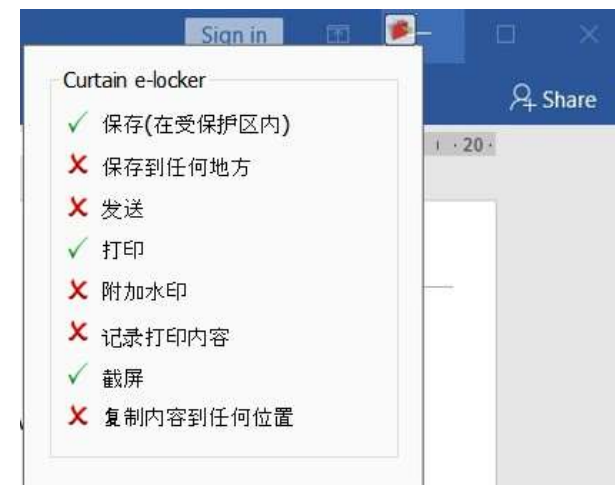 Sign in
Share
Curtain e-locker
保存(在受保护区内)
保存到任何地方
发送
打印
附加水印
记录打印内容
截屏
复制内容到任何位置
· 20 ·